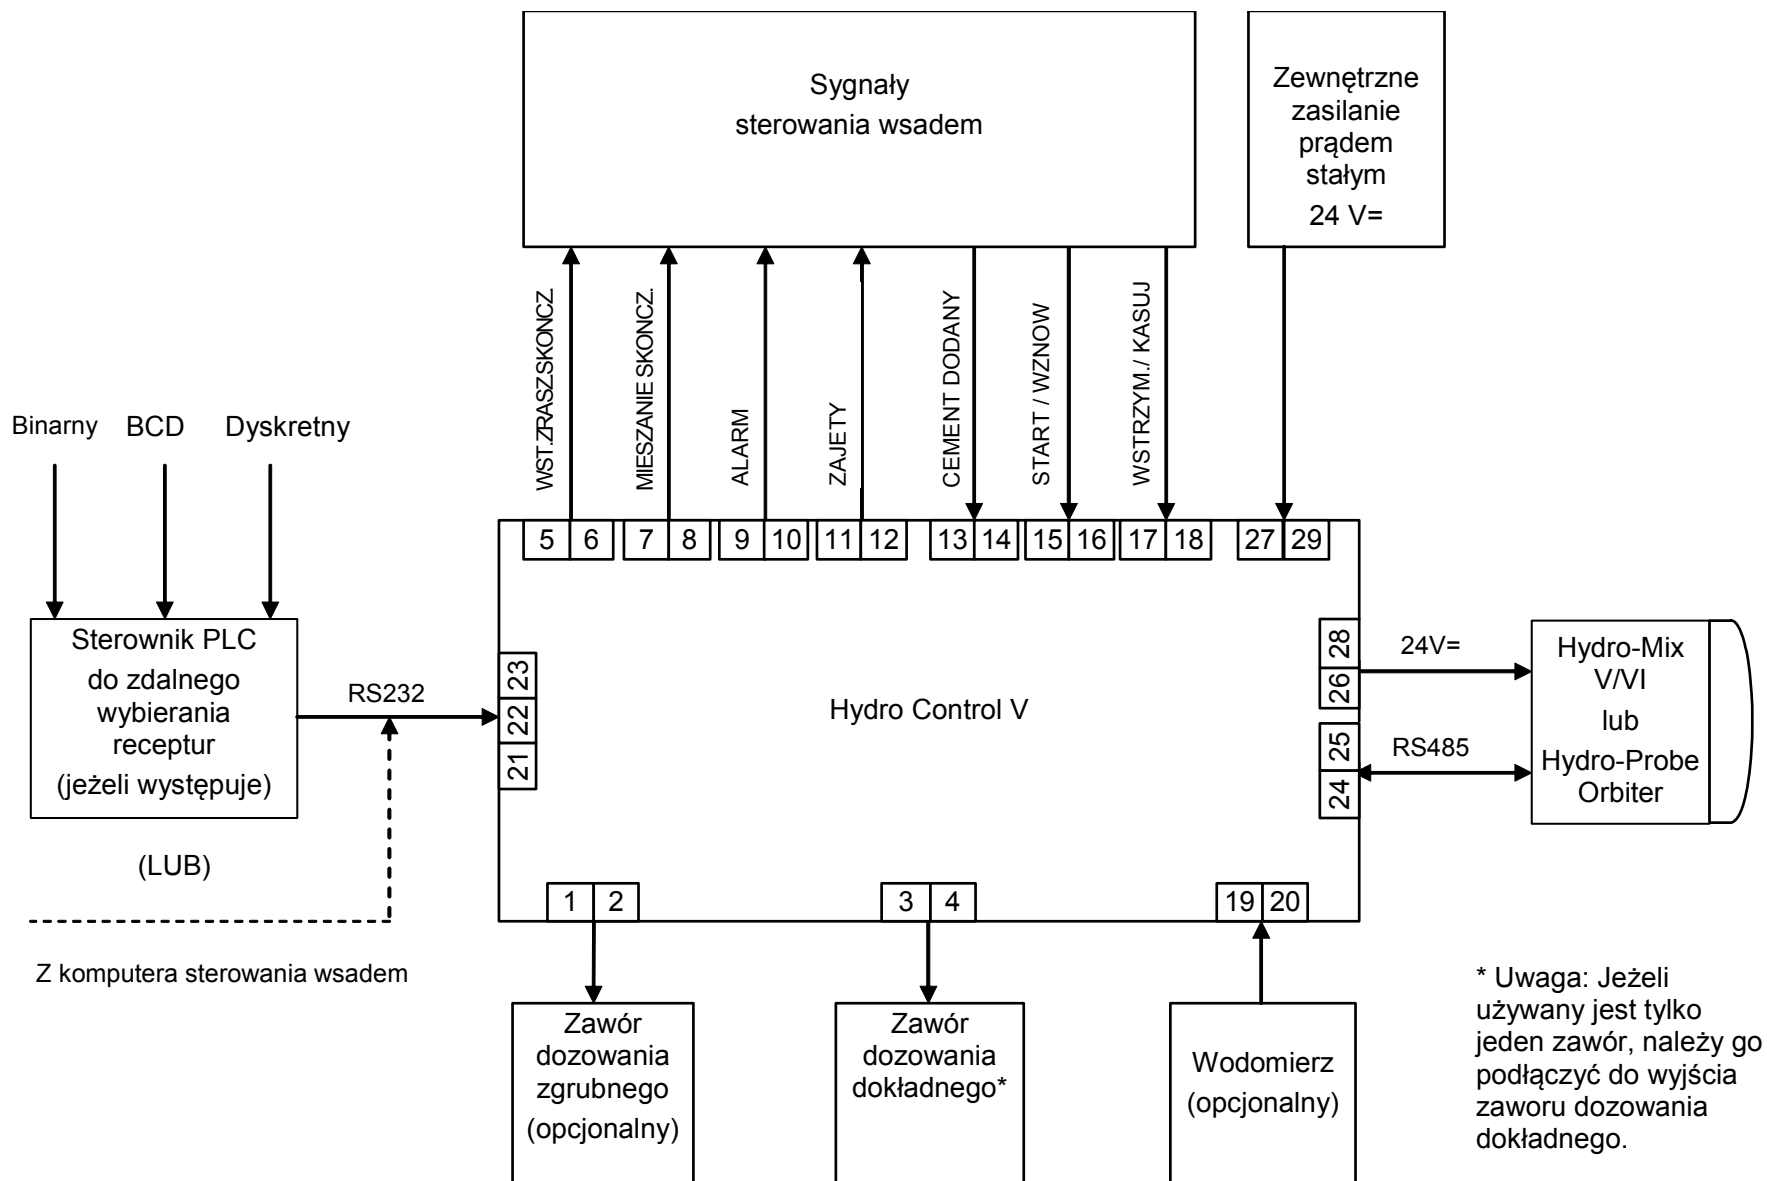 Sygnały
sterowania wsadem
Zewnętrzne
zasilanie
prądem
stałym
24 V=
WST.ZRASZ.SKONCZ.
MIESZANIE SKONCZ.
ALARM
ZAJETY
CEMENT DODANY
START / WZNOW
WSTRZYM./ KASUJ
Binarny BCD Dyskretny
5 6 7 8 9 10 11 12 13 14 15 16 17 18 27 29
Sterownik PLC
do zdalnego
wybierania
receptur
(jeżeli występuje)
RS232
23
22
21
Hydro Control V
28
26
25
24
24V=
RS485
Hydro-Mix
V/VI
lub
Hydro-Probe
Orbiter
(LUB)
Z komputera sterowania wsadem
1 2 3 4 19 20
Zawór
dozowania
zgrubnego
(opcjonalny)
Zawór
dozowania
dokładnego*
Wodomierz
(opcjonalny)
* Uwaga: Jeżeli
używany jest tylko
jeden zawór, należy go
podłączyć do wyjścia
zaworu dozowania
dokładnego.